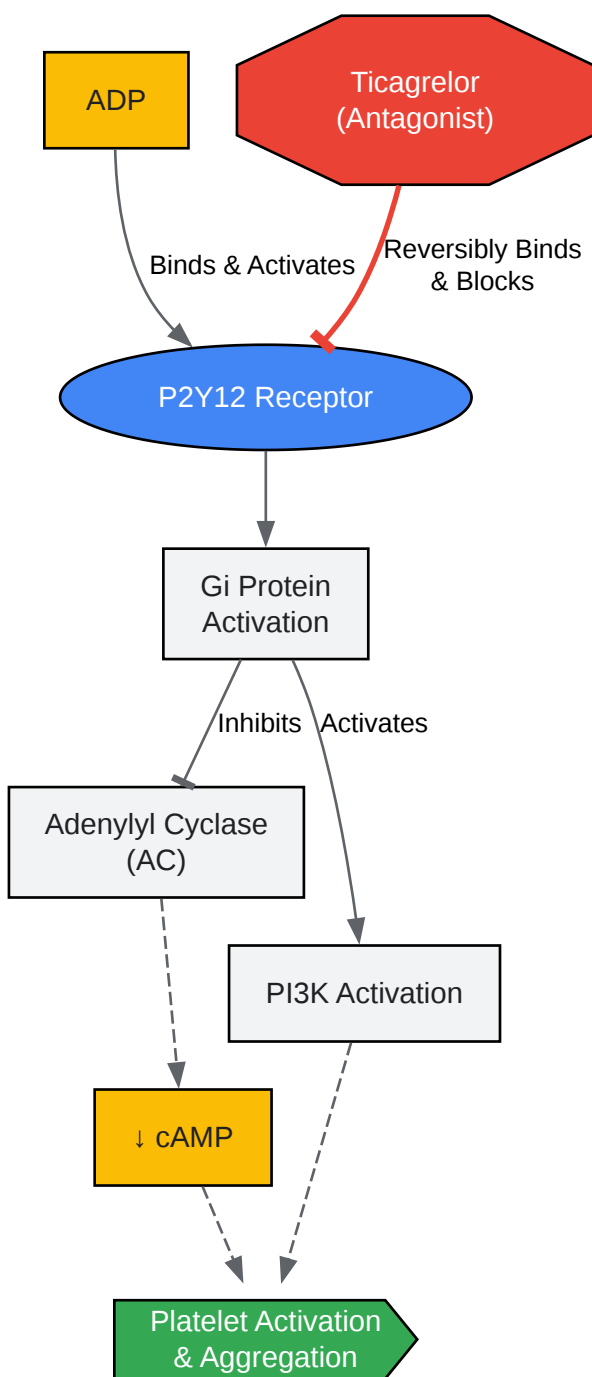 ADP
Ticagrelor
(Antagonist)
Binds & Activates
Reversibly Binds
& Blocks
P2Y12 Receptor
Gi Protein
Activation
Inhibits
Activates
Adenylyl Cyclase
(AC)
PI3K Activation
↓ cAMP
Platelet Activation
& Aggregation